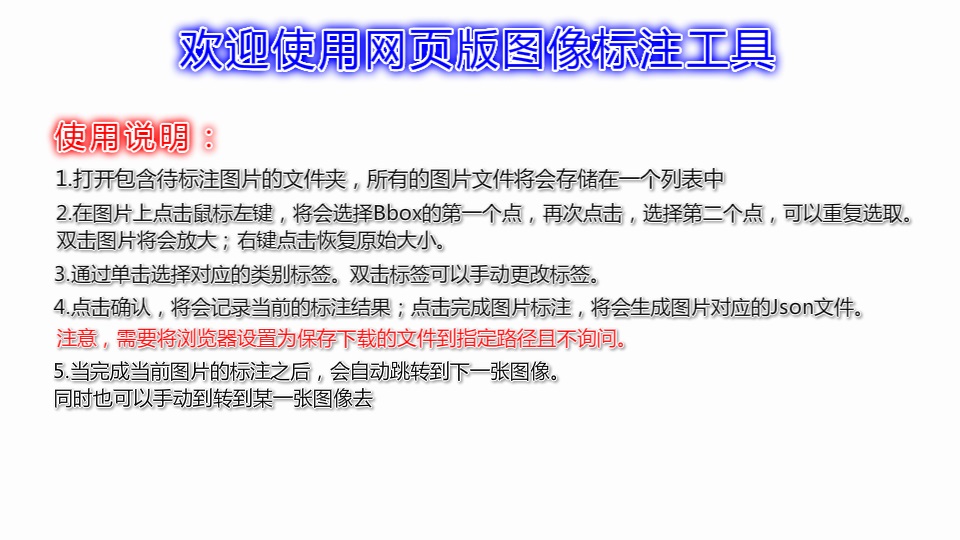 欢迎使用网页版图像标注工具
使用说明：
1.打开包含待标注图片的文件夹，所有的图片文件将会存储在一个列表中
2.在图片上点击鼠标左键，将会选择Bbox的第一个点，再次点击，选择第二个点，可以重复选取。
双击图片将会放大；右键点击恢复原始大小。
3.通过单击选择对应的类别标签。双击标签可以手动更改标签。
4.点击确认，将会记录当前的标注结果；点击完成图片标注，将会生成图片对应的Json文件。
注意，需要将浏览器设置为保存下载的文件到指定路径且不询问。
5.当完成当前图片的标注之后，会自动跳转到下一张图像。
同时也可以手动到转到某一张图像去